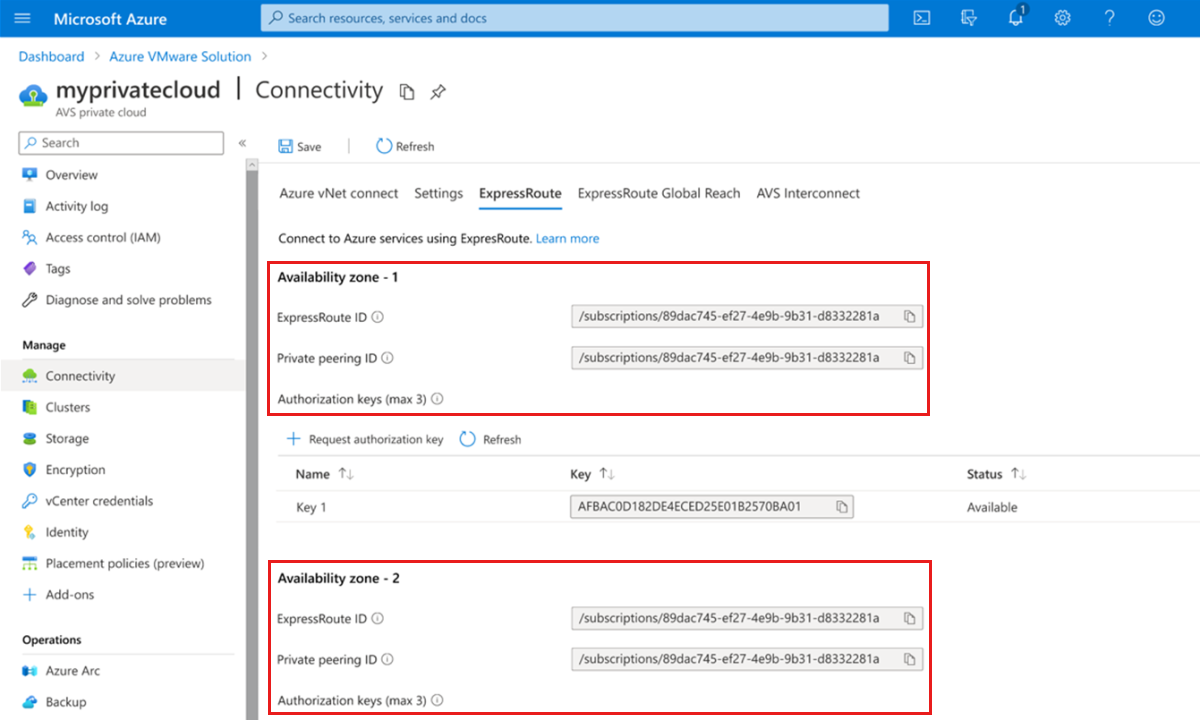 Microsoft Azure
Search resources, services and docs
1
?
Dashboard > Azure VMware Solution >
myprivatecloud | Connectivity
AVS private cloud
Search
«
Save
Refresh
Overview
Activity log
Access control (IAM)
Tags
Diagnose and solve problems
Manage
Connectivity
Clusters
Storage
Encryption
vCenter credentials
Identity
Placement policies (preview)
Add-ons
Operations
Azure Arc
Backup
Azure vNet connect Settings ExpressRoute ExpressRoute Global Reach AVS Interconnect
Connect to Azure services using ExpresRoute. Learn more
Availability zone - 1
ExpressRoute ID /subscriptions/89dac745-ef27-4e9b-9b31-d8332281a
Private peering ID /subscriptions/89dac745-ef27-4e9b-9b31-d8332281a
Authorization keys (max 3)
Request authorization key Refresh
Name Key Status
Key 1 AFBAC0D182DE4ECED25E01B2570BA01 Available
Availability zone - 2
ExpressRoute ID /subscriptions/89dac745-ef27-4e9b-9b31-d8332281a
Private peering ID /subscriptions/89dac745-ef27-4e9b-9b31-d8332281a
Authorization keys (max 3)